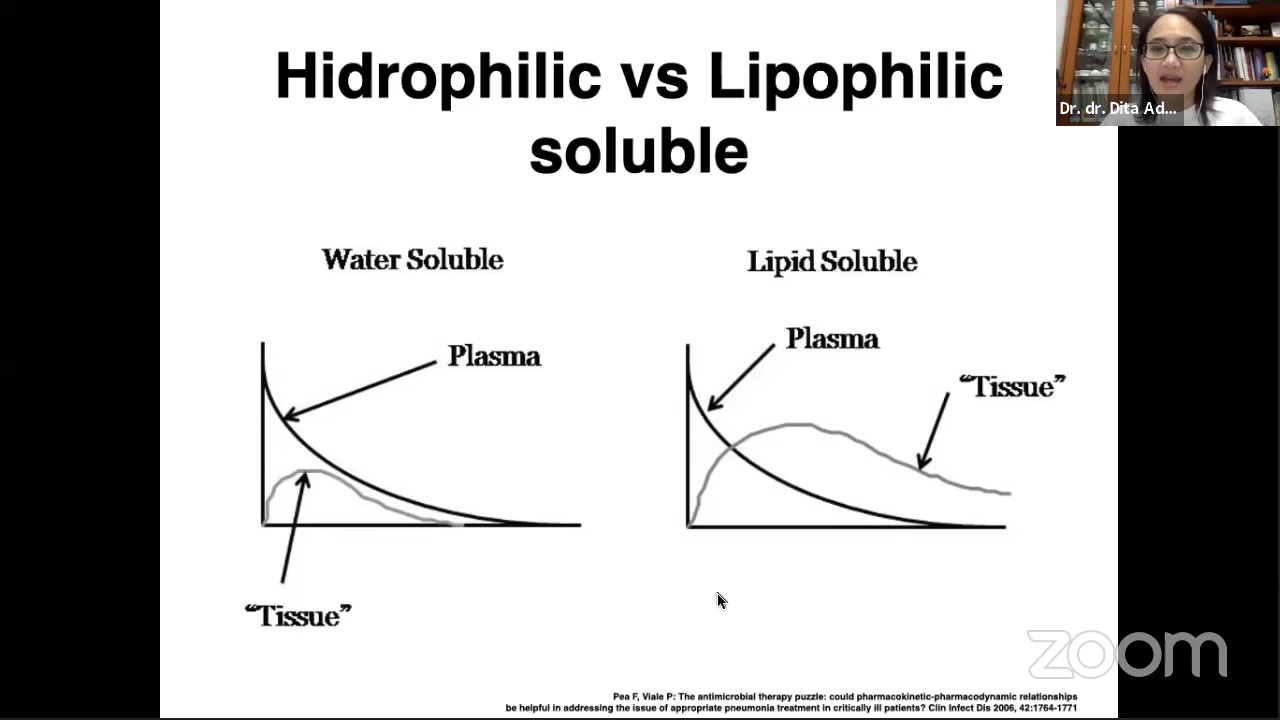 Hidrophilic vs Lipophilic
soluble
Dr. dr. Dita Ad...
Water Soluble
Lipid Soluble
Plasma
Plasma
“Tissue”
“Tissue”
zoom
Pea F, Viale P: The antimicrobial therapy puzzle: could pharmacokinetic-pharmacodynamic relationships
be helpful in addressing the issue of appropriate pneumonia treatment in critically ill patients? Clin Infect Dis 2006, 42:1764-1771